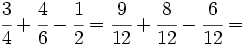 3/4 + 4/6 − 1/2 = 9/12 + 8/12 − 6/12 =